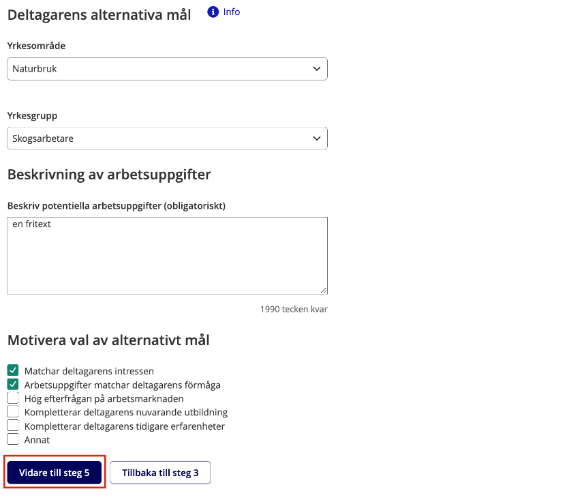 Deltagarens alternativa mål Info
Yrkesområde
Naturbruk
Yrkesgrupp
Skogsarbetare
Beskrivning av arbetsuppgifter
Beskriv potentiella arbetsuppgifter (obligatoriskt)
en fritext
1990 tecken kvar
Motivera val av alternativt mål
Matchar deltagarens intressen
Arbetsuppgifter matchar deltagarens förmåga
Hög efterfrågan på arbetsmarknaden
Kompletterar deltagarens nuvarande utbildning
Kompletterar deltagarens tidigare erfarenheter
Annat
Vidare till steg 5 Tillbaka till steg 3